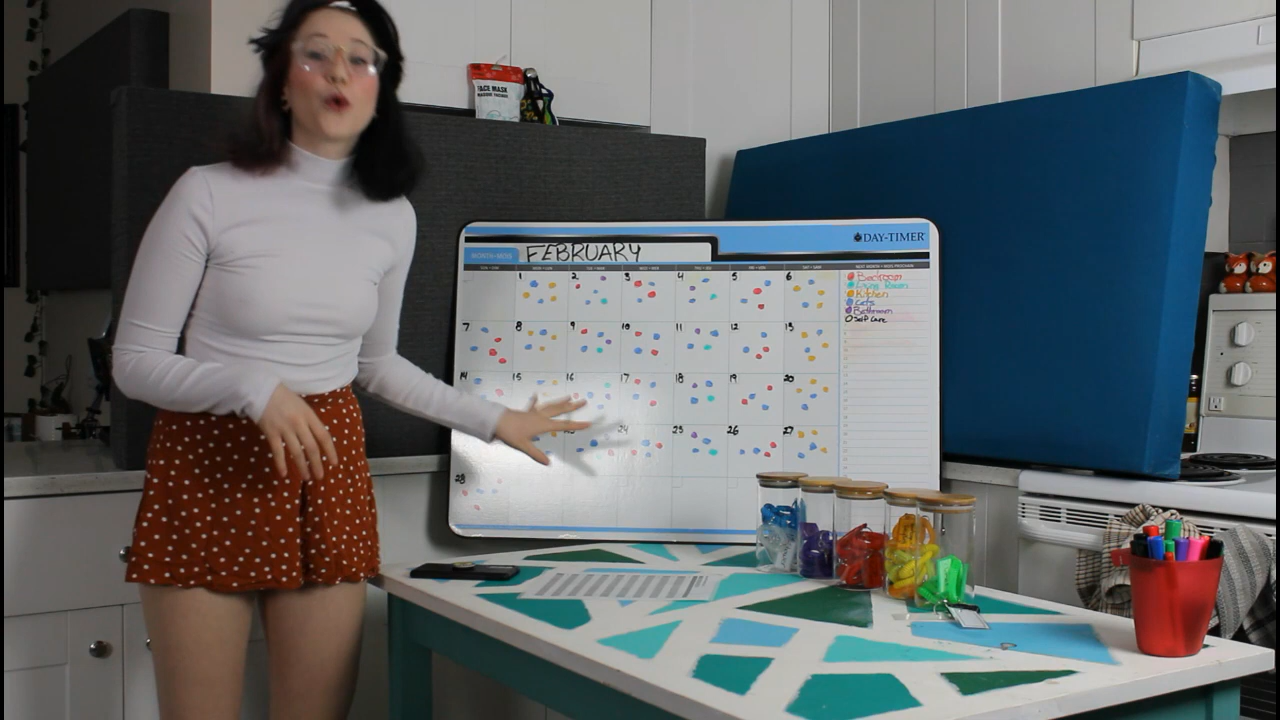 FACE MASK
DAY-TIMER
MONTH•MOIS FEBRUARY
1 2 3 4 5 6
7 8 9 10 11 12 13
14 15 16 17 18 19 20
24 25 26 27
28
Bedroom
Living Room
Kitchen
Cats
Bathroom
Self Care